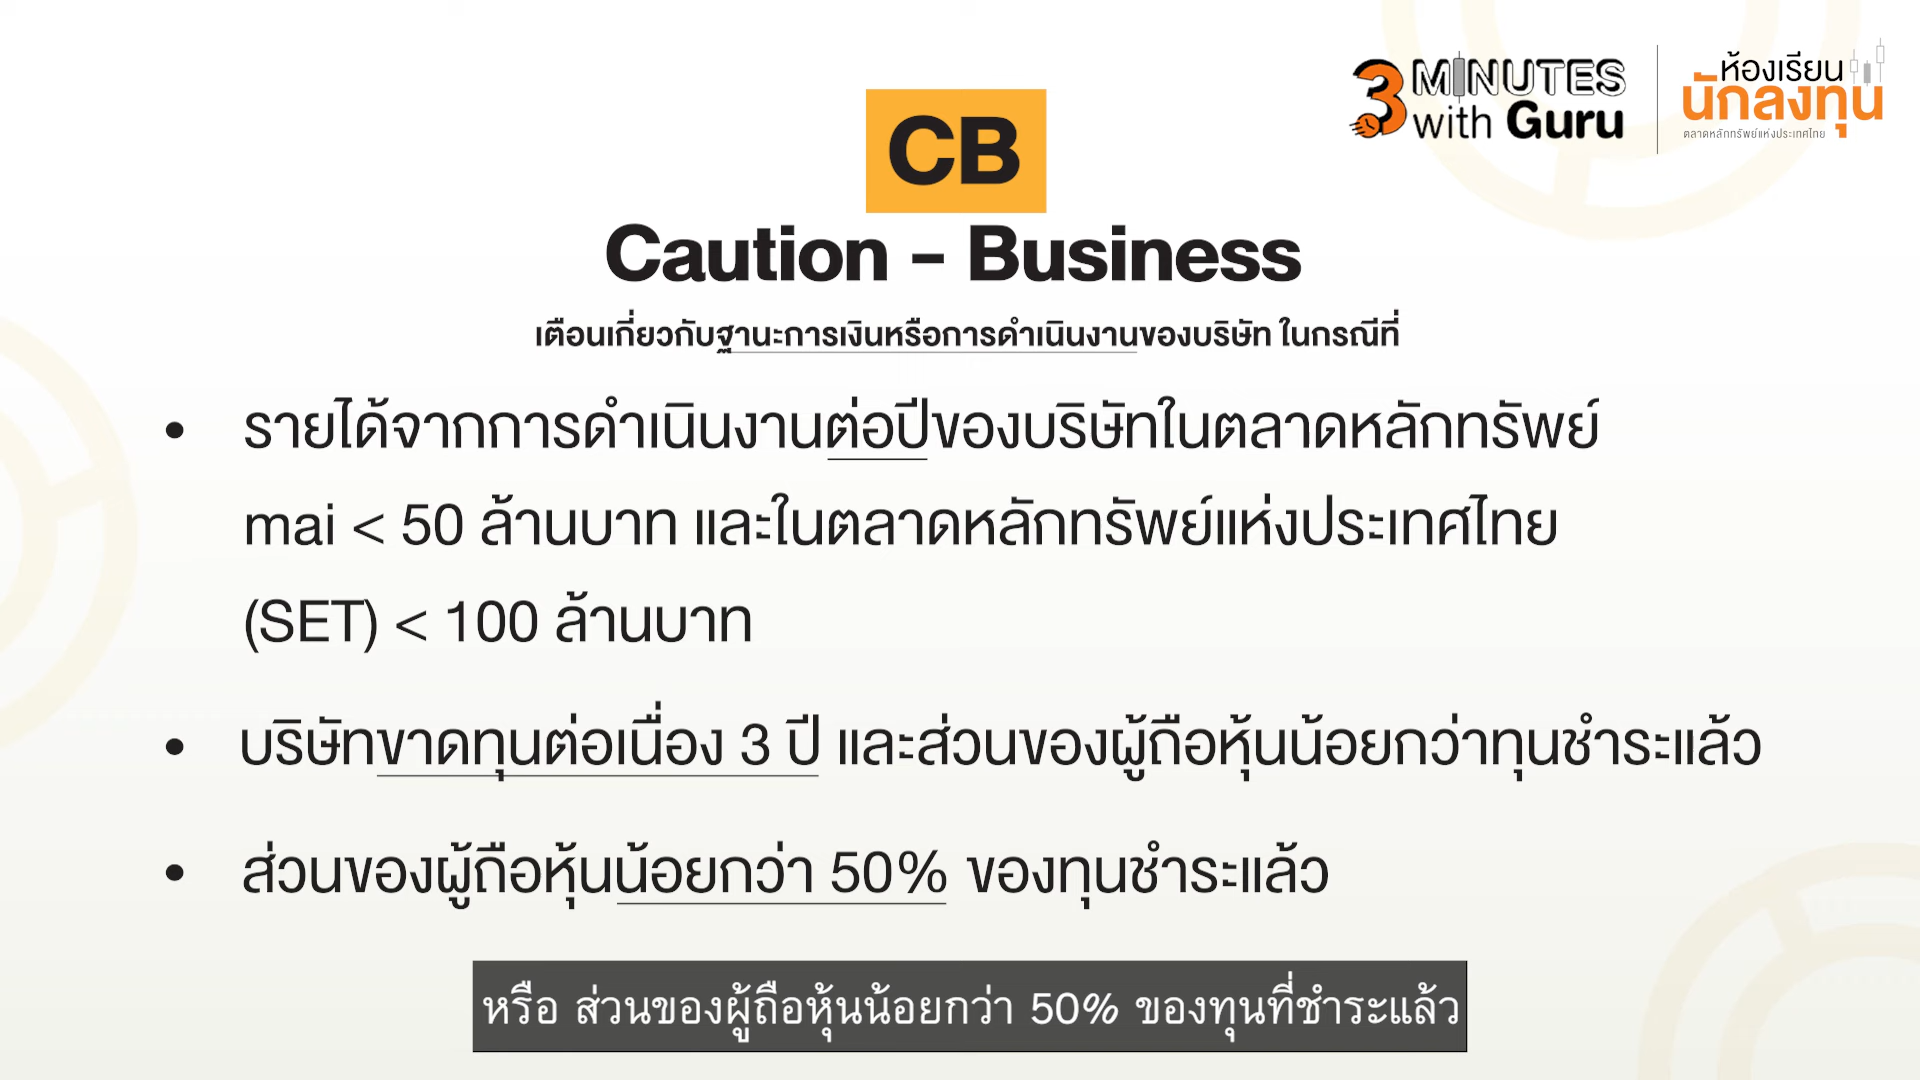 3 MINUTES
with Guru
ห้องเรียน
นักลงทุน
ตลาดหลักทรัพย์แห่งประเทศไทย
CB
Caution - Business
เตือนเกี่ยวกับฐานะการเงินหรือการดำเนินงานของบริษัท ในกรณีที่
• รายได้จากการดำเนินงานต่อปีของบริษัทในตลาดหลักทรัพย์
mai < 50 ล้านบาท และในตลาดหลักทรัพย์แห่งประเทศไทย
(SET) < 100 ล้านบาท
• บริษัทขาดทุนต่อเนื่อง 3 ปี และส่วนของผู้ถือหุ้นน้อยกว่าทุนชำระแล้ว
• ส่วนของผู้ถือหุ้นน้อยกว่า 50% ของทุนชำระแล้ว
หรือ ส่วนของผู้ถือหุ้นน้อยกว่า 50% ของทุนที่ชำระแล้ว